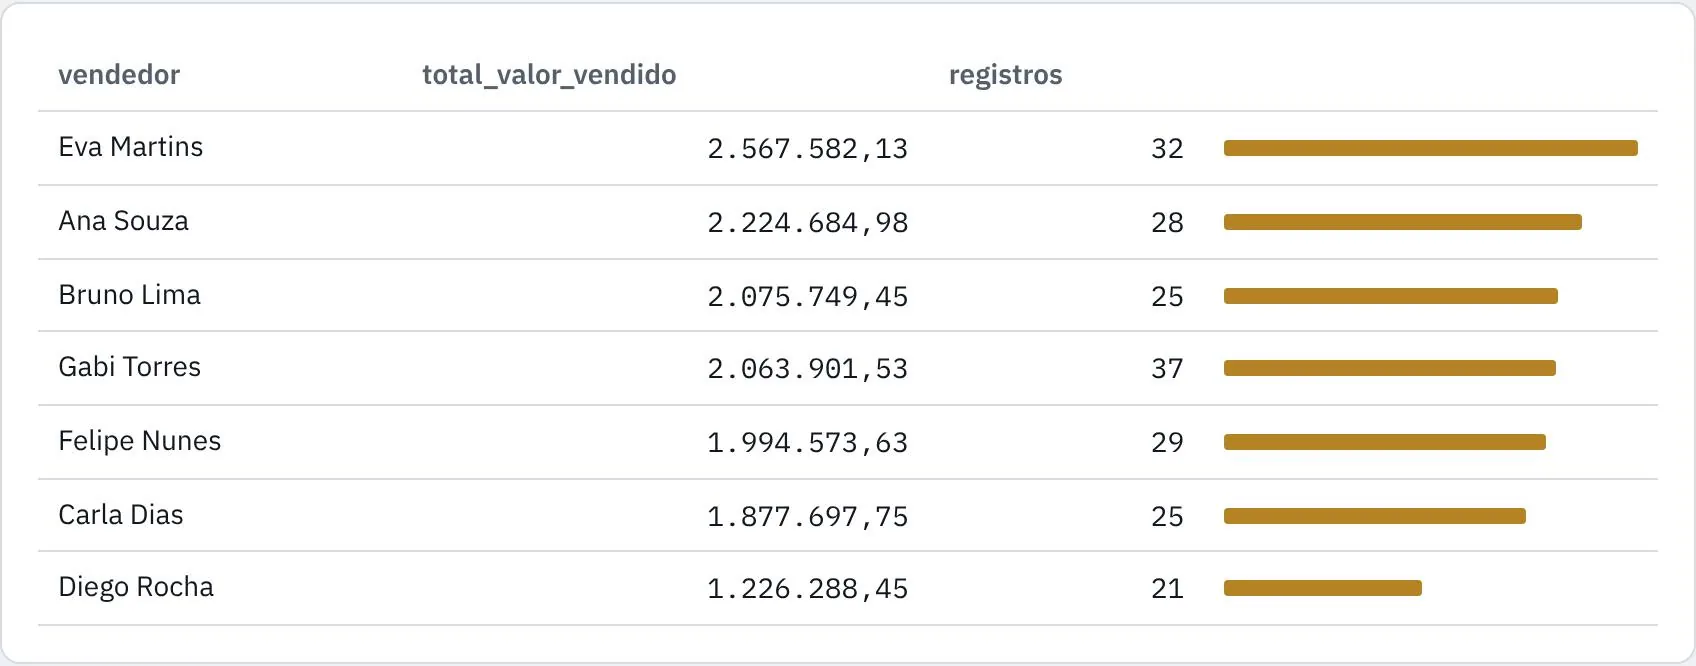 vendedor total_valor_vendido registros
Eva Martins 2.567.582,13 32
Ana Souza 2.224.684,98 28
Bruno Lima 2.075.749,45 25
Gabi Torres 2.063.901,53 37
Felipe Nunes 1.994.573,63 29
Carla Dias 1.877.697,75 25
Diego Rocha 1.226.288,45 21